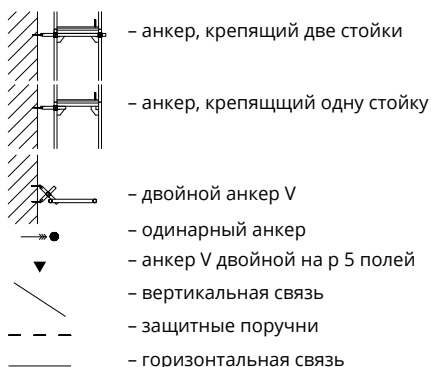 – анкер, крепящий две стойки
– анкер, крепящщий одну стойку
– двойной анкер V
– одинарный анкер
– анкер V двойной на р 5 полей
– вертикальная связь
– защитные поручни
– горизонтальная связь